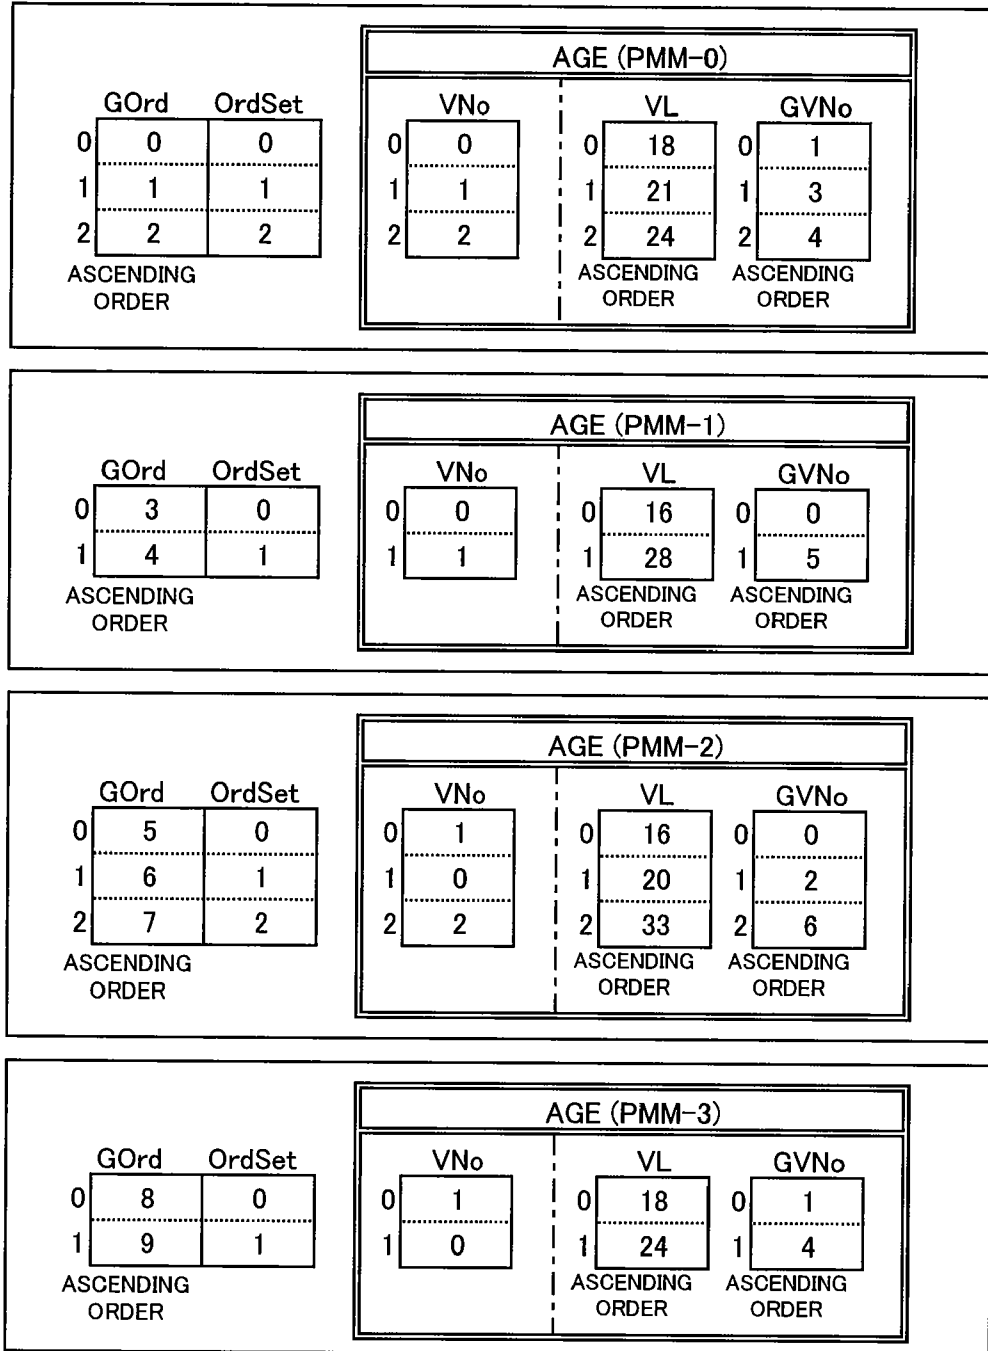 AGE (PMM-0)
GOrd OrdSet VNo VL GVNo
0 0 0 0 0 0 18 0 1
1 1 1 1 1 1 21 1 3
2 2 2 2 2 2 24 2 4
ASCENDING ASCENDING ASCENDING
ORDER ORDER ORDER
AGE (PMM-1)
GOrd OrdSet VNo VL GVNo
0 3 0 0 0 0 16 0 0
1 4 1 1 1 1 28 1 5
ASCENDING ASCENDING ASCENDING
ORDER ORDER ORDER
AGE (PMM-2)
GOrd OrdSet VNo VL GVNo
0 5 0 0 1 0 16 0 0
1 6 1 1 0 1 20 1 2
2 7 2 2 2 2 33 2 6
ASCENDING ASCENDING ASCENDING
ORDER ORDER ORDER
AGE (PMM-3)
GOrd OrdSet VNo VL GVNo
0 8 0 0 1 0 18 0 1
1 9 1 1 0 1 24 1 4
ASCENDING ASCENDING ASCENDING
ORDER ORDER ORDER